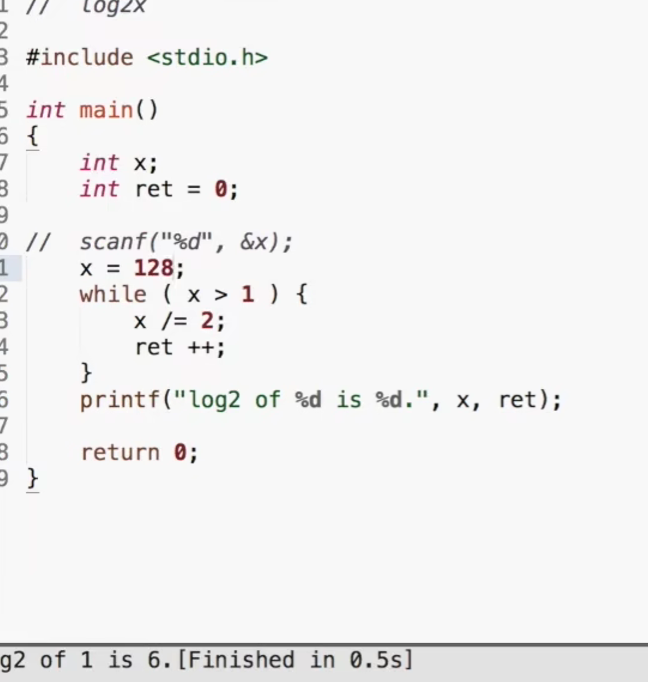 1 // log2x
2
3 #include <stdio.h>
4
5 int main()
6 {
7 int x;
8 int ret = 0;
9
0 // scanf("%d", &x);
1 x = 128;
2 while ( x > 1 ) {
3 x /= 2;
4 ret ++;
5 }
6 printf("log2 of %d is %d.", x, ret);
7
8 return 0;
9 }
g2 of 1 is 6.[Finished in 0.5s]